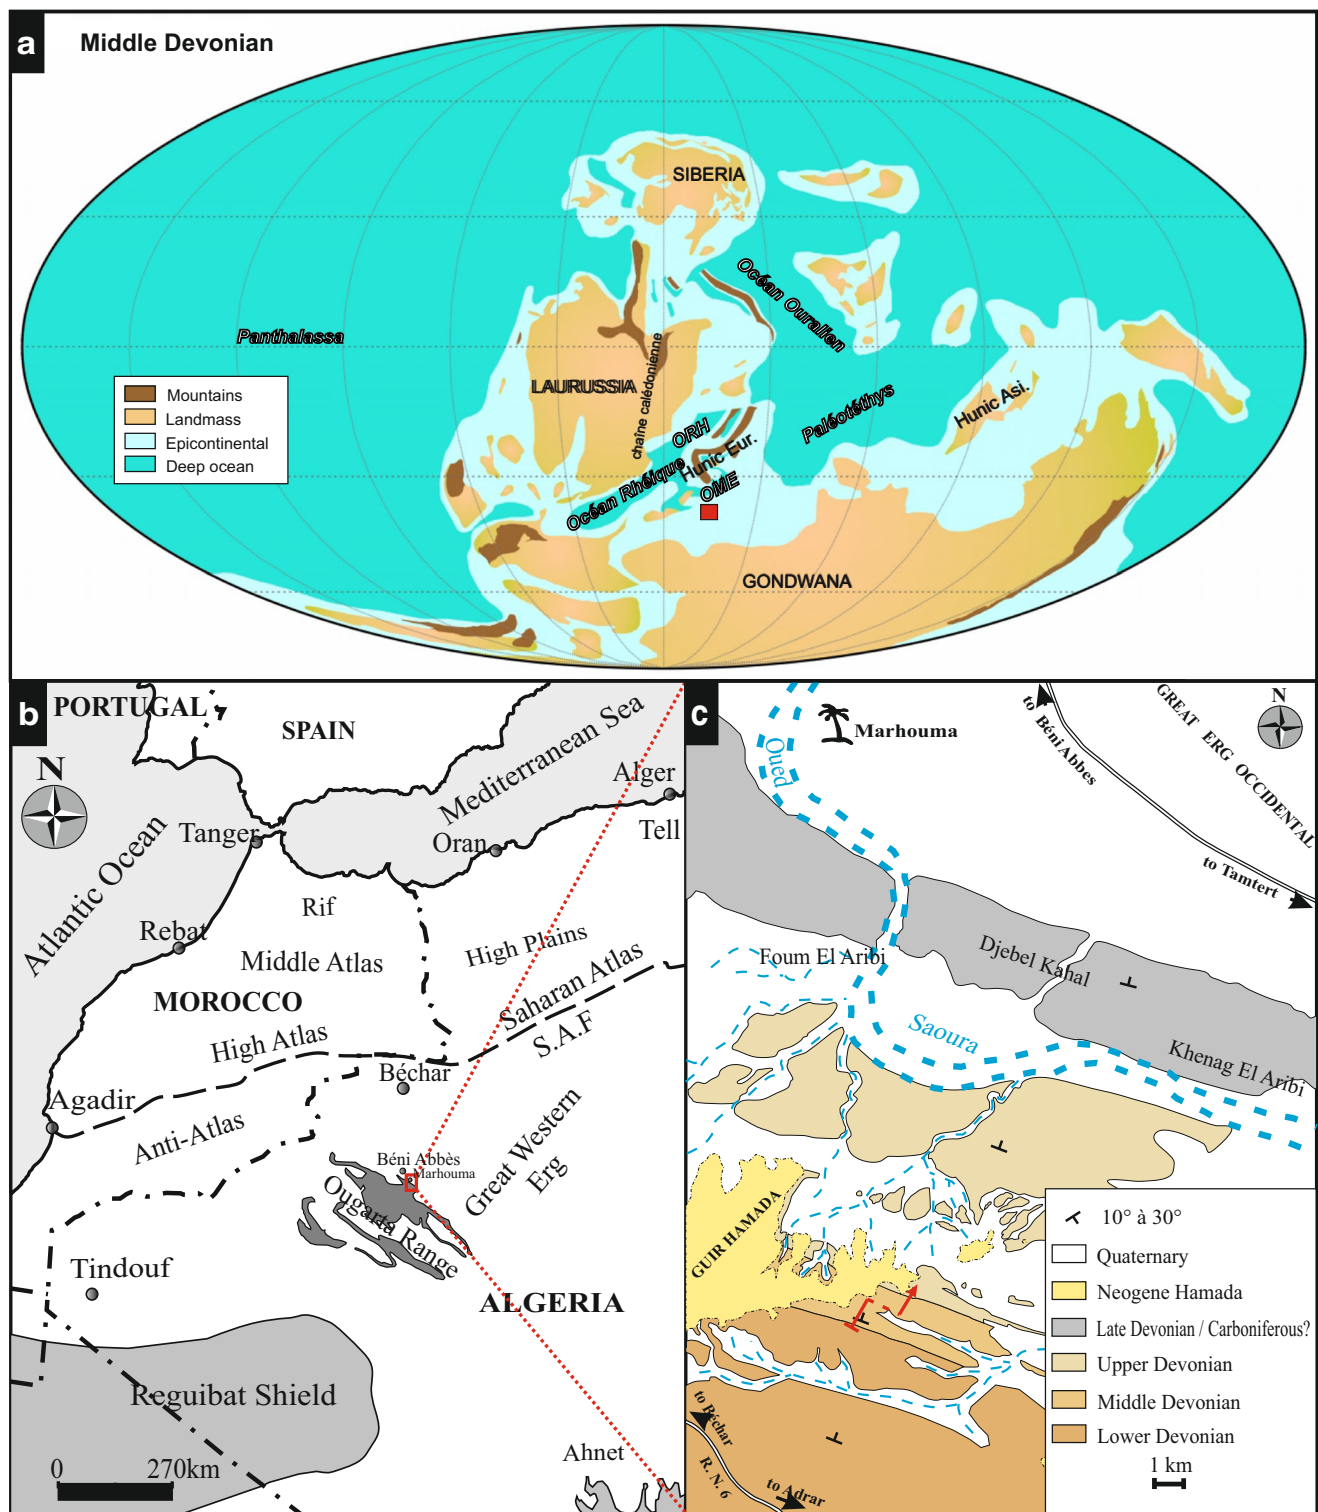 a
Middle Devonian
SIBERIA
Océan Ouralien
Panthalassa
LAURUSSIA
chaîne calédonienne
Paléotéthys
Hunic Asi.
ORH
Hunic Eur.
Océan Rhéique
OME
GONDWANA
Mountains
Landmass
Epicontinental
Deep ocean
b
PORTUGAL
SPAIN
N
Mediterranean Sea
Alger
Tanger
Oran
Tell
Atlantic Ocean
Rif
Rebat
Middle Atlas
High Plains
MOROCCO
Saharan Atlas
High Atlas
S.A.F
Béchar
Agadir
Anti-Atlas
Great Western
Erg
Béni Abbès
Marhouma
Ougarta Range
Tindouf
ALGERIA
Reguibat Shield
Ahnet
0 270km
c
Marhouma
Oued
to Béni Abbes
GREAT ERG OCCIDENTAL
N
to Tamtert
Foum El Aribi
Djebel Kahal
Saoura
Khenag El Aribi
GUIR HAMADA
to Béchar
R. N. 6
to Adrar
10° à 30°
Quaternary
Neogene Hamada
Late Devonian / Carboniferous?
Upper Devonian
Middle Devonian
Lower Devonian
1 km